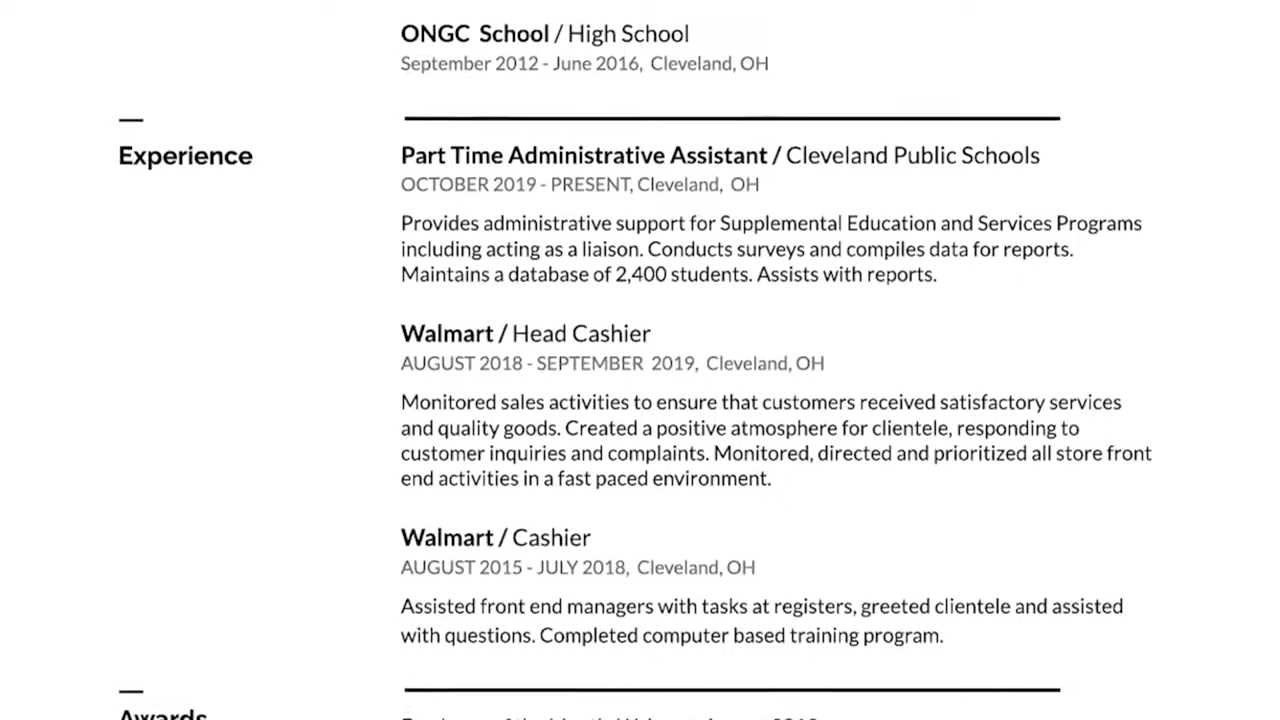 ONGC School / High School
September 2012 - June 2016, Cleveland, OH
Experience
Part Time Administrative Assistant / Cleveland Public Schools
OCTOBER 2019 - PRESENT, Cleveland, OH
Provides administrative support for Supplemental Education and Services Programs
including acting as a liaison. Conducts surveys and compiles data for reports.
Maintains a database of 2,400 students. Assists with reports.
Walmart / Head Cashier
AUGUST 2018 - SEPTEMBER 2019, Cleveland, OH
Monitored sales activities to ensure that customers received satisfactory services
and quality goods. Created a positive atmosphere for clientele, responding to
customer inquiries and complaints. Monitored, directed and prioritized all store front
end activities in a fast paced environment.
Walmart / Cashier
AUGUST 2015 - JULY 2018, Cleveland, OH
Assisted front end managers with tasks at registers, greeted clientele and assisted
with questions. Completed computer based training program.
Awards